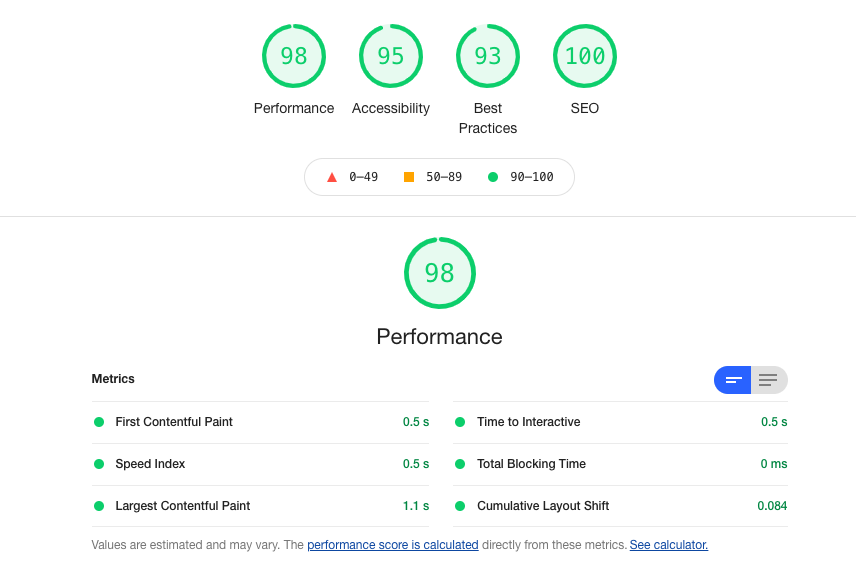 98 95 93 100
Performance Accessibility Best Practices SEO
0–49 50–89 90–100
98
Performance
Metrics
First Contentful Paint 0.5 s
Time to Interactive 0.5 s
Speed Index 0.5 s
Total Blocking Time 0 ms
Largest Contentful Paint 1.1 s
Cumulative Layout Shift 0.084
Values are estimated and may vary. The performance score is calculated directly from these metrics. See calculator.